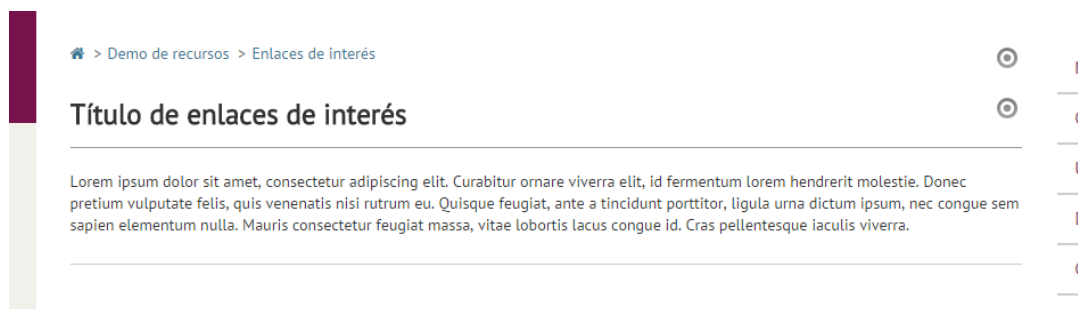 > Demo de recursos > Enlaces de interés
Título de enlaces de interés
Lorem ipsum dolor sit amet, consectetur adipiscing elit. Curabitur ornare viverra elit, id fermentum lorem hendrerit molestie. Donec
pretium vulputate felis, quis venenatis nisi rutrum eu. Quisque feugiat, ante a tincidunt porttitor, ligula urna dictum ipsum, nec congue sem
sapien elementum nulla. Mauris consectetur feugiat massa, vitae lobortis lacus congue id. Cras pellentesque iaculis viverra.